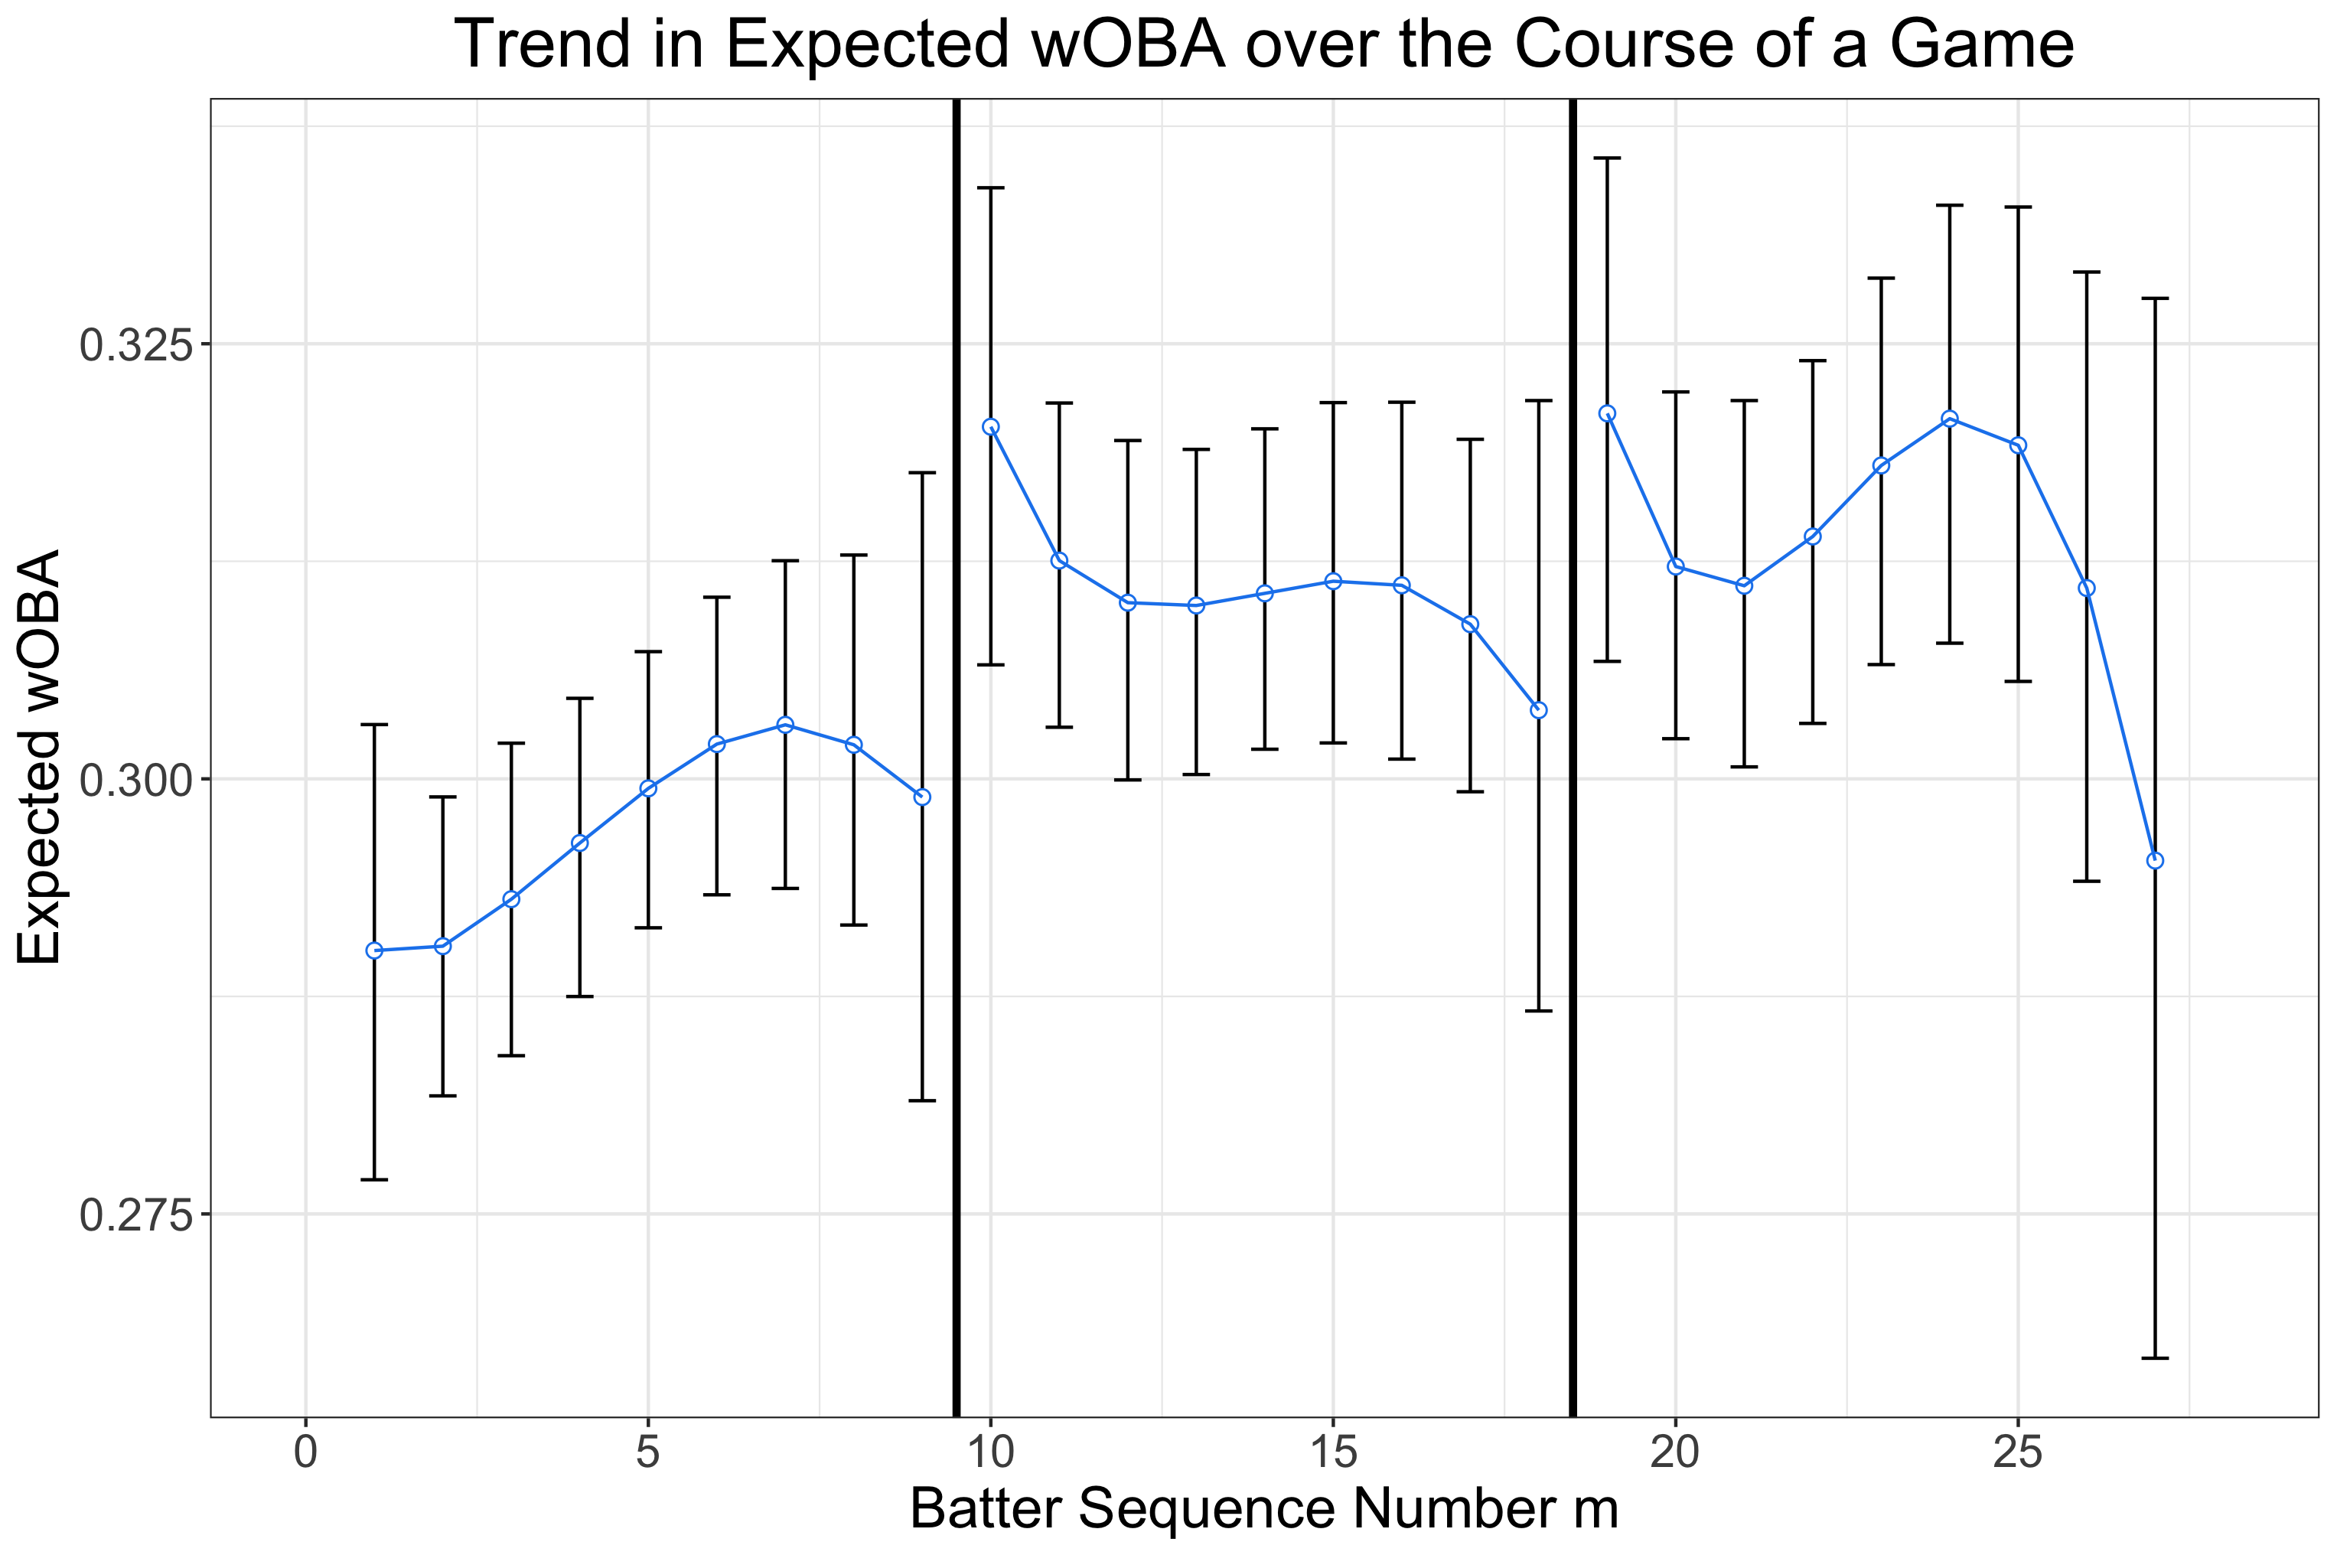 Trend in Expected wOBA over the Course of a Game
Expected wOBA
0.325
0.300
0.275
0 5 10 15 20 25
Batter Sequence Number m